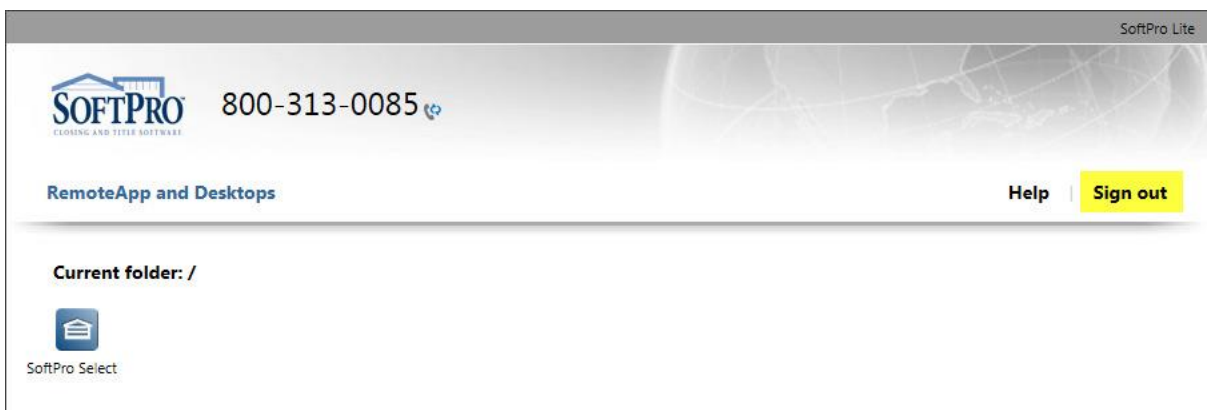 SoftPro Lite
SOFTPRO
CLOSING AND TITLE SOFTWARE
800-313-0085
RemoteApp and Desktops
Help | Sign out
Current folder: /
SoftPro Select